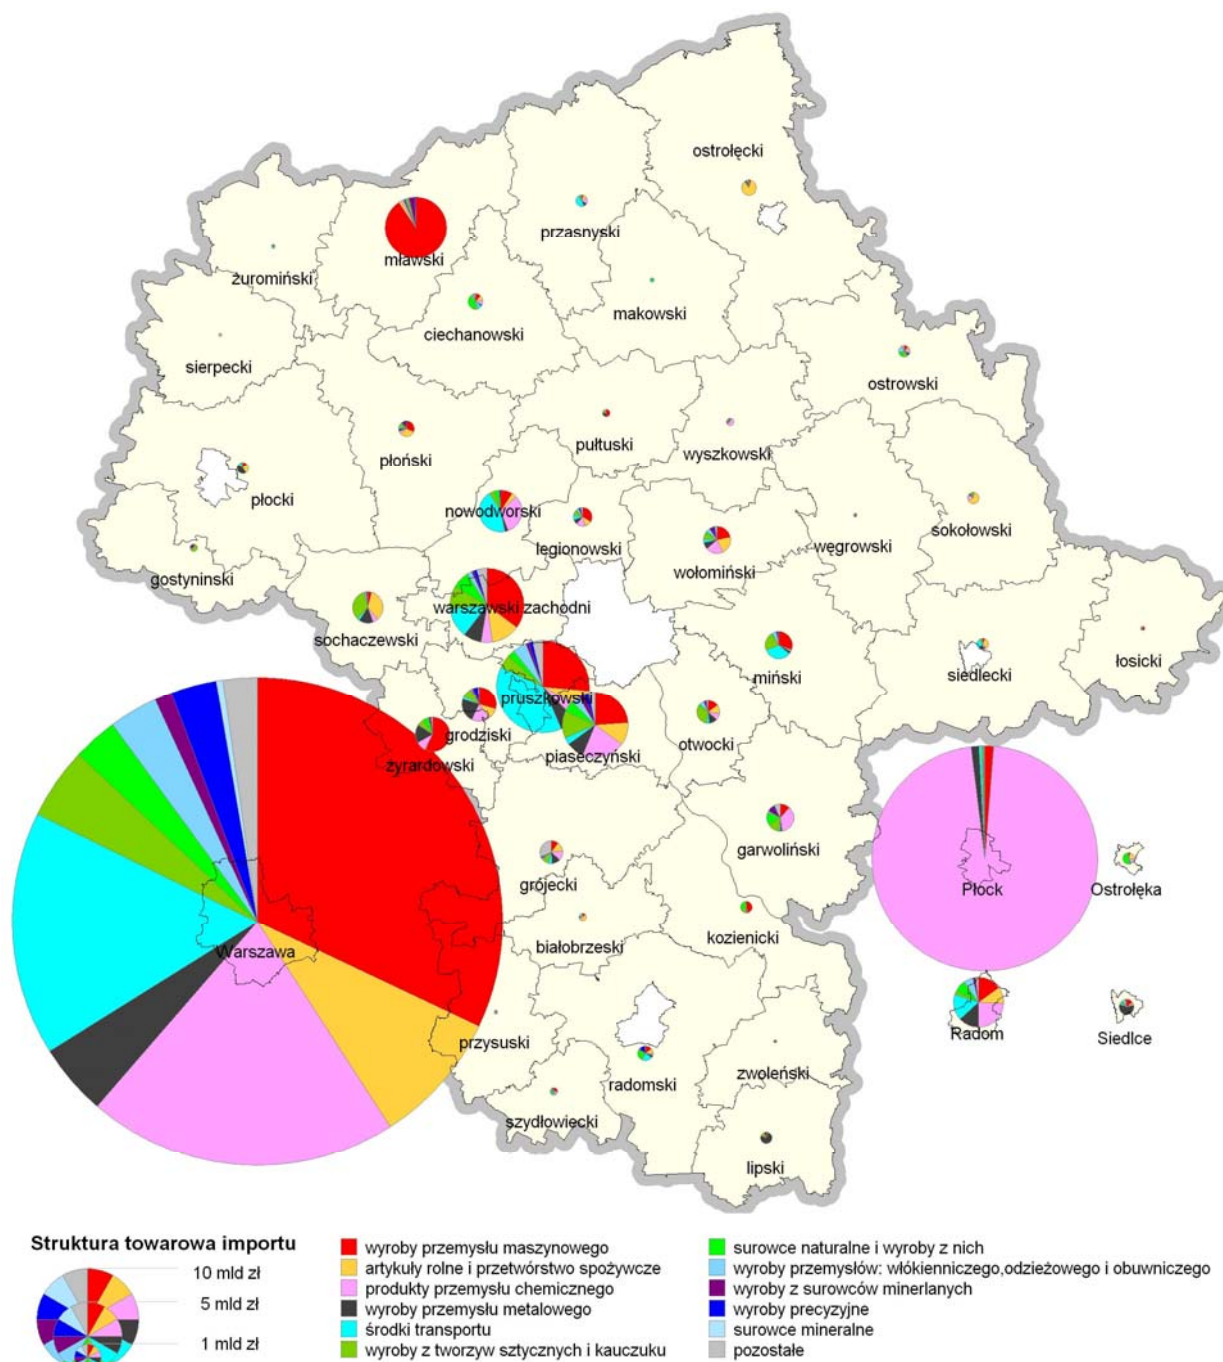 ostrołęcki
przasnyski
mławski
żuromiński
makowski
ciechanowski
sierpecki
ostrowski
pułtuski
wyszkowski
płoński
płocki
nowodworski
sokołowski
legionowski
węgrowski
wołomiński
gostyniński
warszawski zachodni
sochaczewski
miński
siedlecki
łosicki
pruszkowski
grodziski
otwocki
piaseczyński
żyrardowski
garwoliński
Płock
Ostrołęka
grójecki
kozienicki
białobrzeski
Warszawa
Radom
Siedlce
przysuski
zwoleński
radomski
szydłowiecki
lipski
Struktura towarowa importu
10 mld zł
5 mld zł
1 mld zł
wyroby przemysłu maszynowego
artykuły rolne i przetwórstwo spożywcze
produkty przemysłu chemicznego
wyroby przemysłu metalowego
środki transportu
wyroby z tworzyw sztycznych i kauczuku
surowce naturalne i wyroby z nich
wyroby przemysłów: włókienniczego,odzieżowego i obuwniczego
wyroby z surowców minerlanych
wyroby precyzyjne
surowce mineralne
pozostałe